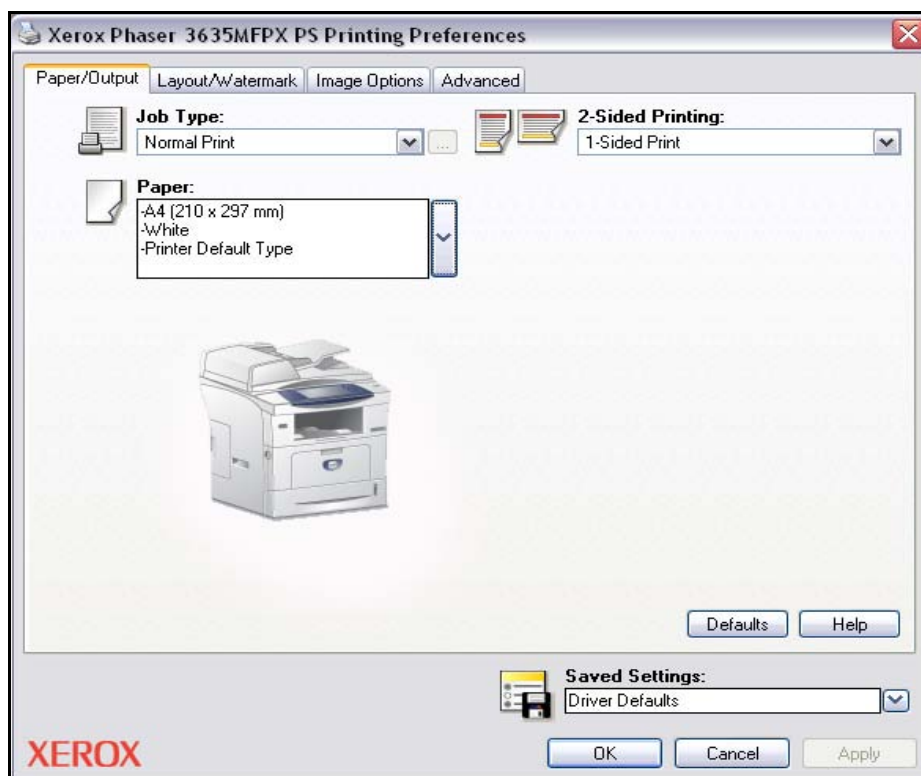 Xerox Phaser 3635MFPX PS Printing Preferences
Paper/Output Layout/Watermark Image Options Advanced
Job Type:
Normal Print
...
2-Sided Printing:
1-Sided Print
Paper:
-A4 (210 x 297 mm)
-White
-Printer Default Type
Defaults Help
Saved Settings:
Driver Defaults
XEROX
OK Cancel Apply